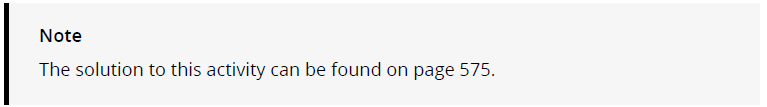 Note
The solution to this activity can be found on page 575.